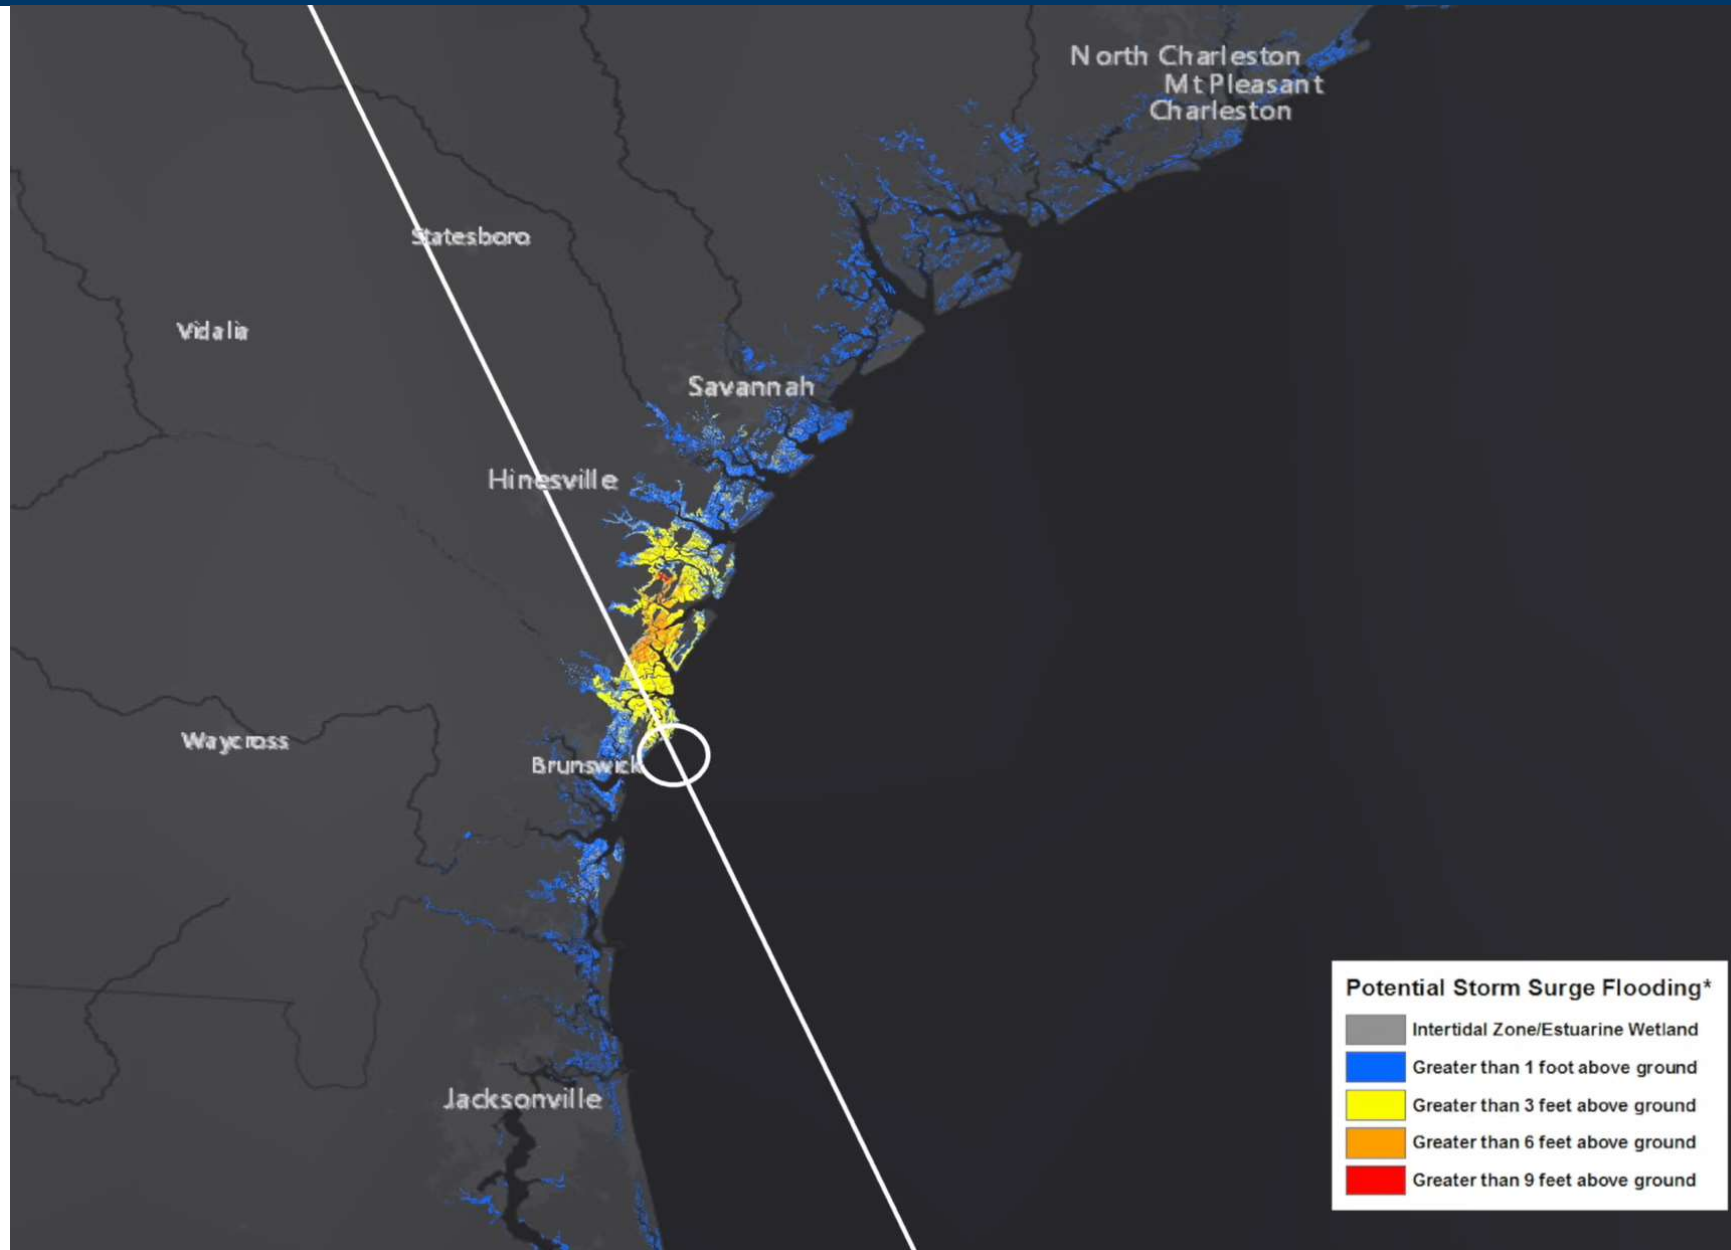 North Charleston
Mt Pleasant
Charleston
Statesboro
Vidalia
Savannah
Hinesville
Waycross
Brunswick
Jacksonville
Potential Storm Surge Flooding*
Intertidal Zone/Estuarine Wetland
Greater than 1 foot above ground
Greater than 3 feet above ground
Greater than 6 feet above ground
Greater than 9 feet above ground